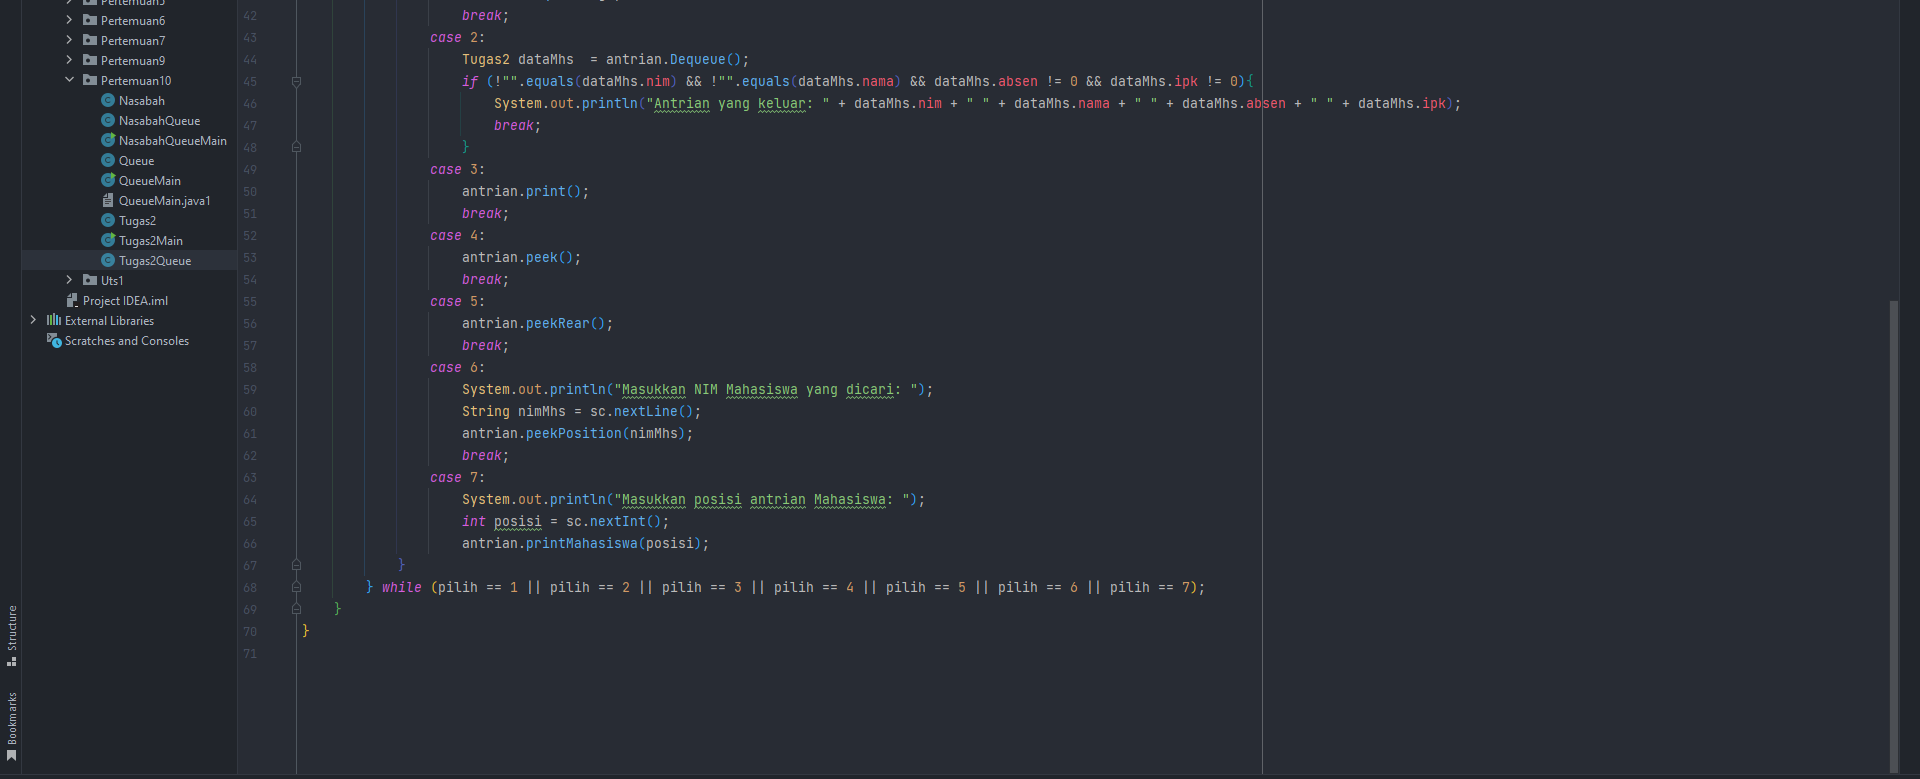 Pertemuan5
Pertemuan6
Pertemuan7
Pertemuan9
Pertemuan10
Nasabah
NasabahQueue
NasabahQueueMain
Queue
QueueMain
QueueMain.java1
Tugas2
Tugas2Main
Tugas2Queue
Uts1
Project IDEA.iml
External Libraries
Scratches and Consoles
Structure
Bookmarks
42 break;
43 case 2:
44 Tugas2 dataMhs  = antrian.Dequeue();
45 if (!"".equals(dataMhs.nim) && !"".equals(dataMhs.nama) && dataMhs.absen != 0 && dataMhs.ipk != 0){
46 System.out.println("Antrian yang keluar: " + dataMhs.nim + " " + dataMhs.nama + " " + dataMhs.absen + " " + dataMhs.ipk);
47 break;
48 }
49 case 3:
50 antrian.print();
51 break;
52 case 4:
53 antrian.peek();
54 break;
55 case 5:
56 antrian.peekRear();
57 break;
58 case 6:
59 System.out.println("Masukkan NIM Mahasiswa yang dicari: ");
60 String nimMhs = sc.nextLine();
61 antrian.peekPosition(nimMhs);
62 break;
63 case 7:
64 System.out.println("Masukkan posisi antrian Mahasiswa: ");
65 int posisi = sc.nextInt();
66 antrian.printMahasiswa(posisi);
67 }
68 } while (pilih == 1 || pilih == 2 || pilih == 3 || pilih == 4 || pilih == 5 || pilih == 6 || pilih == 7);
69 }
70 }
71